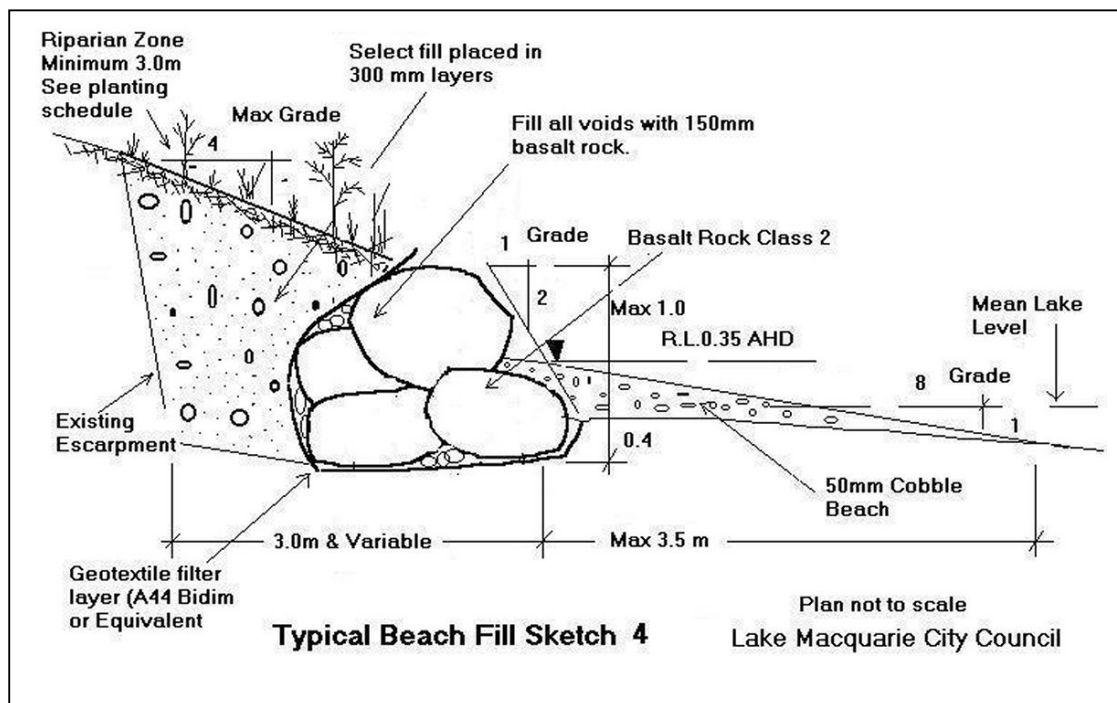 Riparian Zone
Minimum 3.0m
See planting
schedule
Select fill placed in
300 mm layers
Max Grade
4
Fill all voids with 150mm
basalt rock.
1 Grade
2
Basalt Rock Class 2
Max 1.0
Mean Lake
Level
R.L.0.35 AHD
8 Grade
1
Existing
Escarpment
0.4
50mm Cobble
Beach
3.0m & Variable
Max 3.5 m
Geotextile filter
layer (A44 Bidim
or Equivalent
Plan not to scale
Typical Beach Fill Sketch 4
Lake Macquarie City Council